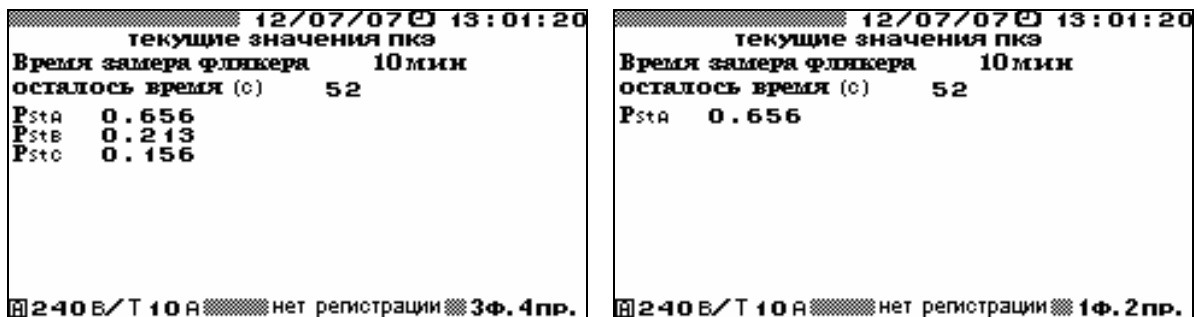 12/07/07 13:01:20
текущие значения пкэ
Время замера фликера 10мин
осталось время (с) 52
PstA 0.656
PstB 0.213
PstC 0.156
A 240В/Т 10А нет регистрации 3ф.4пр.
12/07/07 13:01:20
текущие значения пкэ
Время замера фликера 10мин
осталось время (с) 52
PstA 0.656
A 240В/Т 10А нет регистрации 1ф.2пр.